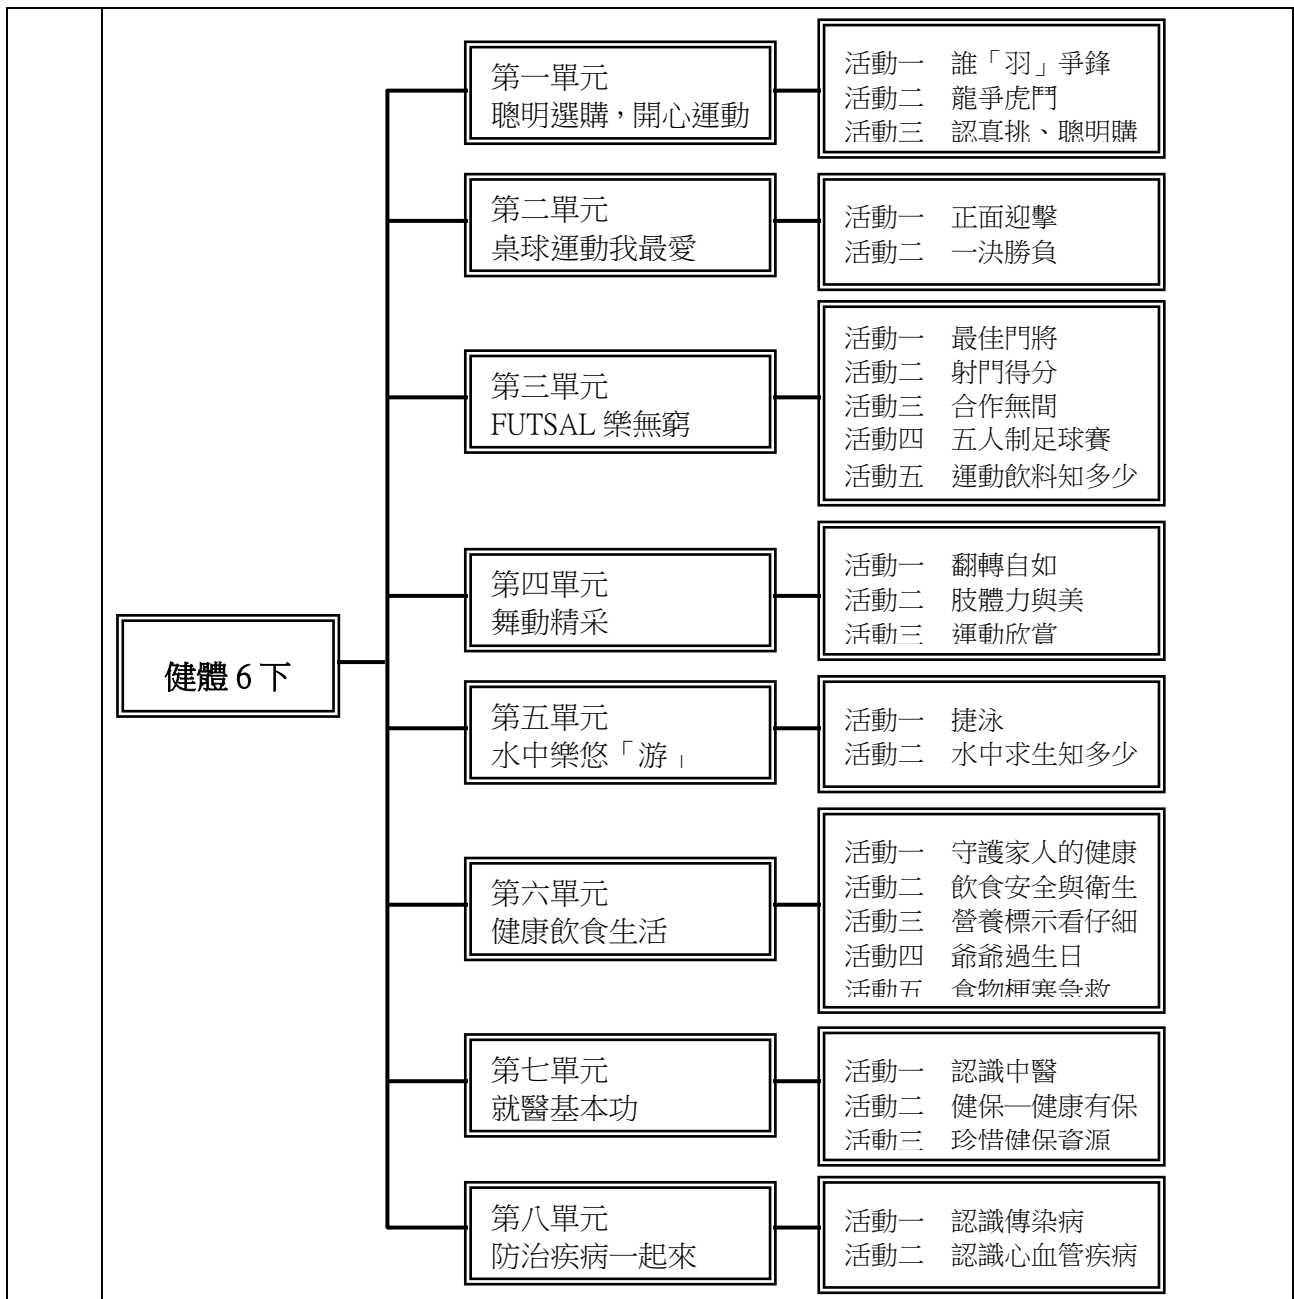 第一單元
聰明選購，開心運動
活動一　誰「羽」爭鋒
活動二　龍爭虎鬥
活動三　認真挑、聰明購
第二單元
桌球運動我最愛
活動一　正面迎擊
活動二　一決勝負
第三單元
FUTSAL 樂無窮
活動一　最佳門將
活動二　射門得分
活動三　合作無間
活動四　五人制足球賽
活動五　運動飲料知多少
第四單元
舞動精采
活動一　翻轉自如
活動二　肢體力與美
活動三　運動欣賞
健體 6 下
第五單元
水中樂悠「游」
活動一　捷泳
活動二　水中求生知多少
第六單元
健康飲食生活
活動一　守護家人的健康
活動二　飲食安全與衛生
活動三　營養標示看仔細
活動四　爺爺過生日
活動五　食物梗塞急救
第七單元
就醫基本功
活動一　認識中醫
活動二　健保—健康有保
活動三　珍惜健保資源
第八單元
防治疾病一起來
活動一　認識傳染病
活動二　認識心血管疾病